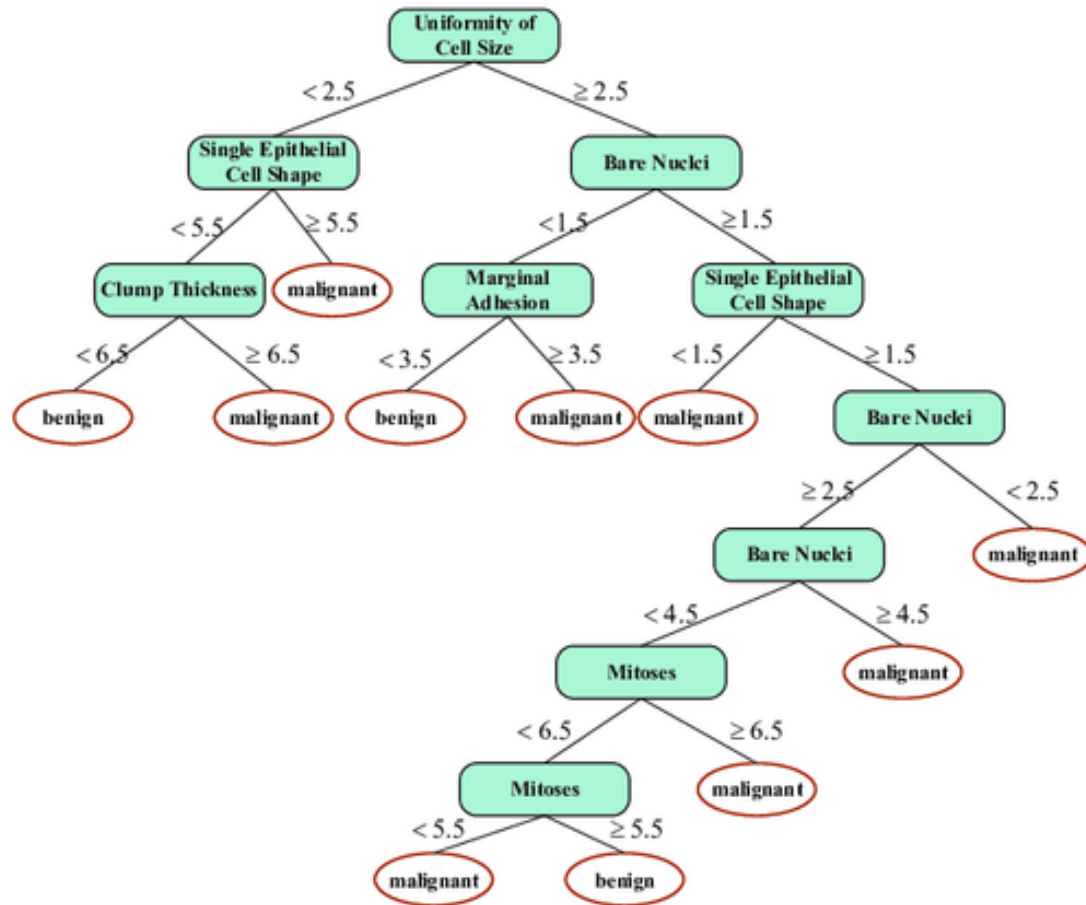 Uniformity of
Cell Size
< 2.5
≥ 2.5
Single Epithelial
Cell Shape
Bare Nuclci
< 5.5
≥ 5.5
<1.5
≥1.5
Clump Thickness
malignant
Marginal
Adhesion
Single Epithelial
Cell Shape
< 6.5
≥ 6.5
< 3.5
≥ 3.5
< 1.5
≥1.5
benign
malignant
benign
malignant
malignant
Bare Nuclci
≥ 2.5
< 2.5
Bare Nuclci
malignant
< 4.5
≥ 4.5
Mitoses
malignant
< 6.5
≥ 6.5
Mitoses
malignant
< 5.5
≥ 5.5
malignant
benign